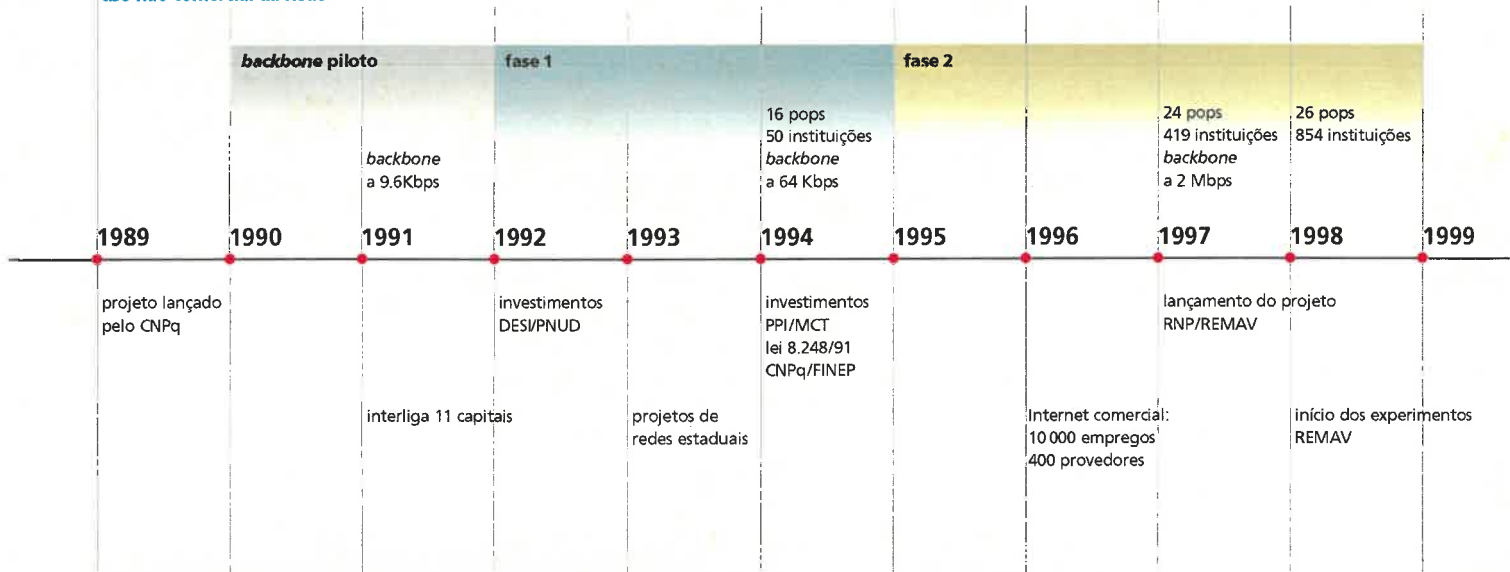 backbone piloto
fase 1
fase 2
16 pops
50 instituições
backbone
a 64 Kbps
24 pops
419 instituições
backbone
a 2 Mbps
26 pops
854 instituições
backbone
a 9.6Kbps
1989
1990
1991
1992
1993
1994
1995
1996
1997
1998
1999
projeto lançado
pelo CNPq
investimentos
DESI/PNUD
investimentos
PPI/MCT
lei 8.248/91
CNPq/FINEP
lançamento do projeto
RNP/REMAV
interliga 11 capitais
projetos de
redes estaduais
Internet comercial:
10 000 empregos
400 provedores
início dos experimentos
REMAV